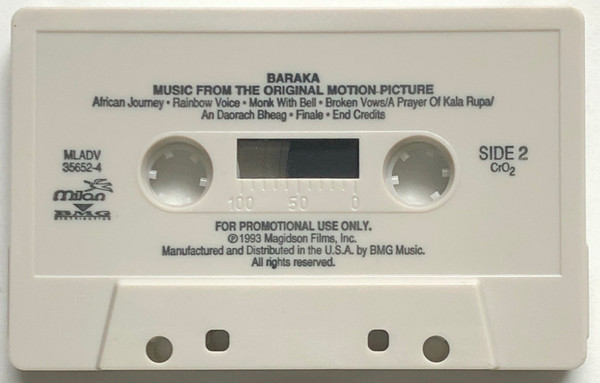 BARAKA
MUSIC FROM THE ORIGINAL MOTION PICTURE
African Journey • Rainbow Voice • Monk With Bell • Broken Vows/A Prayer Of Kala Rupa/
An Daorach Bheag • Finale • End Credits
MLADV
35652-4
milan
BMG
DISTRIBUTION
SIDE 2
CrO₂
100 50 0
FOR PROMOTIONAL USE ONLY.
℗1993 Magidson Films, Inc.
Manufactured and Distributed in the U.S.A. by BMG Music.
All rights reserved.